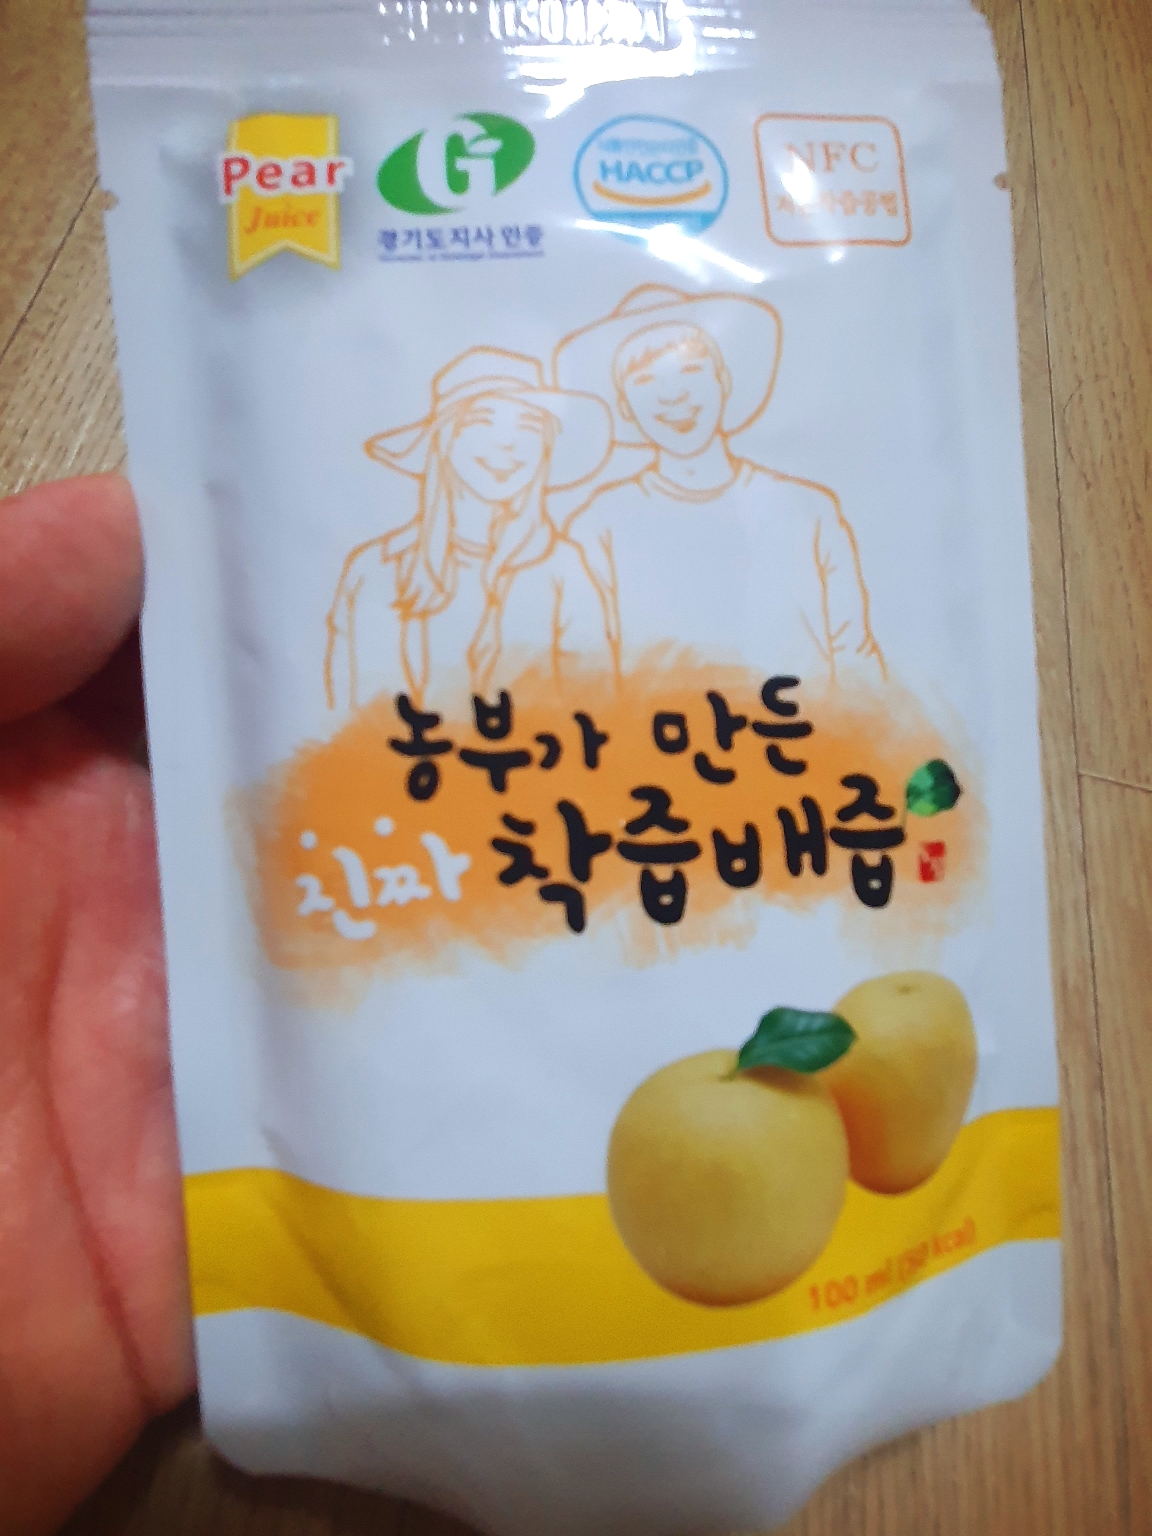 Pear
Juice
경기도지사 인증
HACCP
NFC
농부가 만든
진짜 착즙배즙
100 ml